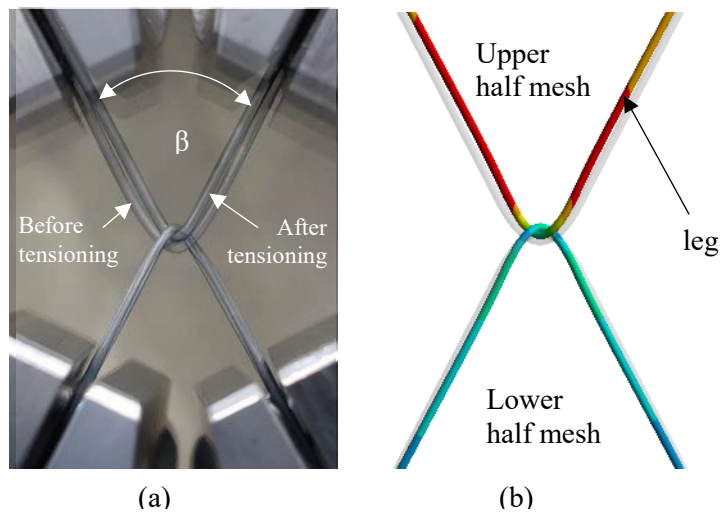 β
Before
tensioning
After
tensioning
Upper
half mesh
leg
Lower
half mesh
(a)
(b)